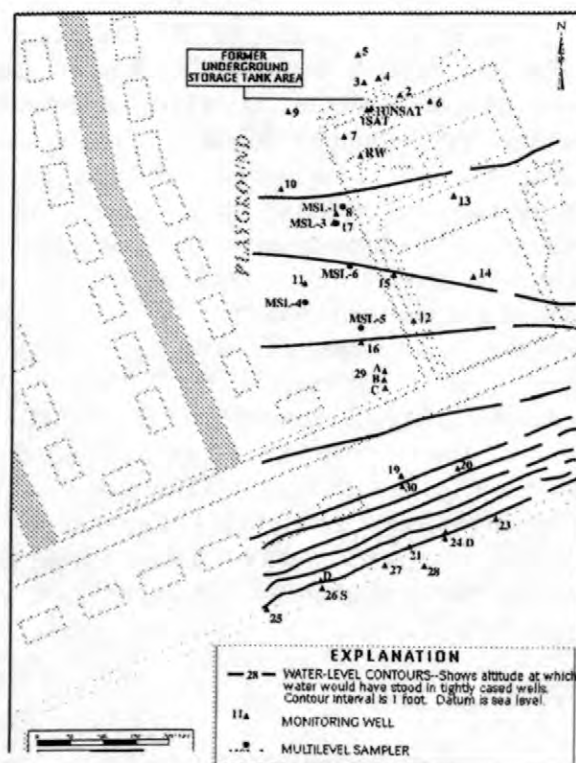 N
FORMER
UNDERGROUND
STORAGE TANK AREA
5
3
4
2
6
1UNSAT
1SAT
9
7
RW
10
13
PLAYGROUND
MSL-1
8
MSL-3
17
MSL-6
15
14
11
MSL-4
MSL-5
12
16
29
A
B
C
19
20
30
23
24 D
21
27
28
D
26 S
25
EXPLANATION
28 WATER-LEVEL CONTOURS--Shows altitude at which
water would have stood in tightly cased wells.
Contour interval is 1 foot. Datum is sea level.
11 MONITORING WELL
MULTILEVEL SAMPLER